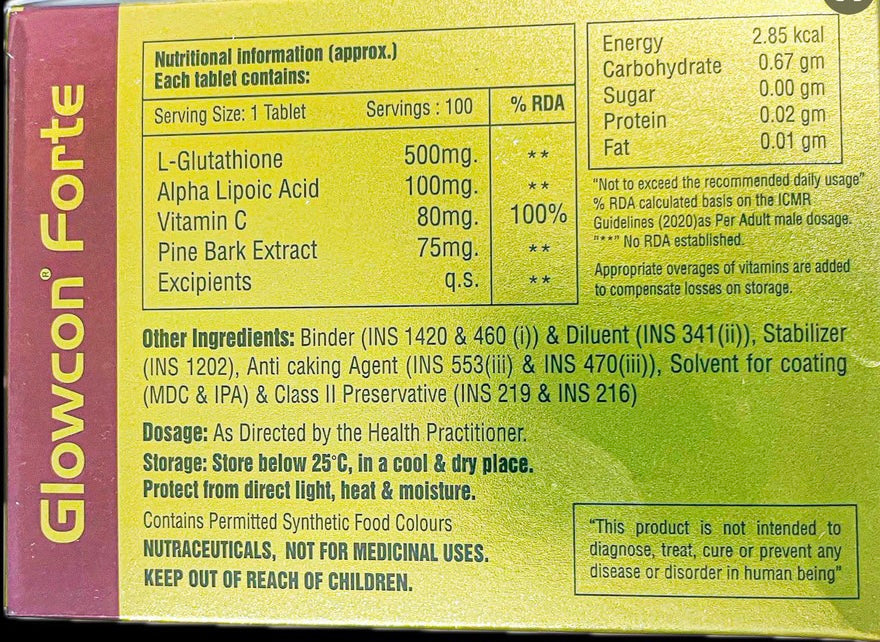 Glowcon® Forte
Nutritional information (approx.)
Each tablet contains:
Serving Size: 1 Tablet Servings : 100 % RDA
L-Glutathione 500mg. **
Alpha Lipoic Acid 100mg. **
Vitamin C 80mg. 100%
Pine Bark Extract 75mg. **
Excipients q.s. **
Energy 2.85 kcal
Carbohydrate 0.67 gm
Sugar 0.00 gm
Protein 0.02 gm
Fat 0.01 gm
"Not to exceed the recommended daily usage"
% RDA calculated basis on the ICMR
Guidelines (2020)as Per Adult male dosage.
"**" No RDA established.
Appropriate overages of vitamins are added
to compensate losses on storage.
Other Ingredients: Binder (INS 1420 & 460 (i)) & Diluent (INS 341(ii)), Stabilizer
(INS 1202), Anti caking Agent (INS 553(iii) & INS 470(iii)), Solvent for coating
(MDC & IPA) & Class II Preservative (INS 219 & INS 216)
Dosage: As Directed by the Health Practitioner.
Storage: Store below 25°C, in a cool & dry place.
Protect from direct light, heat & moisture.
Contains Permitted Synthetic Food Colours
NUTRACEUTICALS, NOT FOR MEDICINAL USES.
KEEP OUT OF REACH OF CHILDREN.
"This product is not intended to
diagnose, treat, cure or prevent any
disease or disorder in human being"